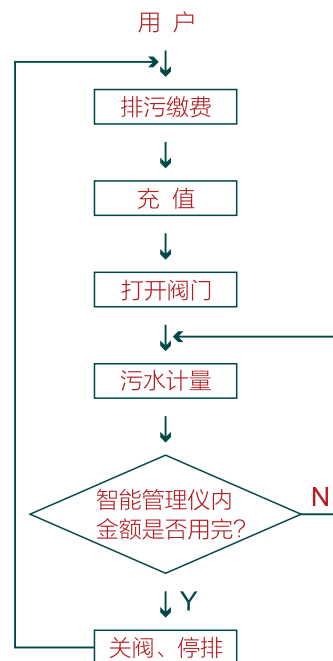 用 户
排污缴费
充 值
打开阀门
污水计量
智能管理仪内
金额是否用完?
N
Y
关阀、停排